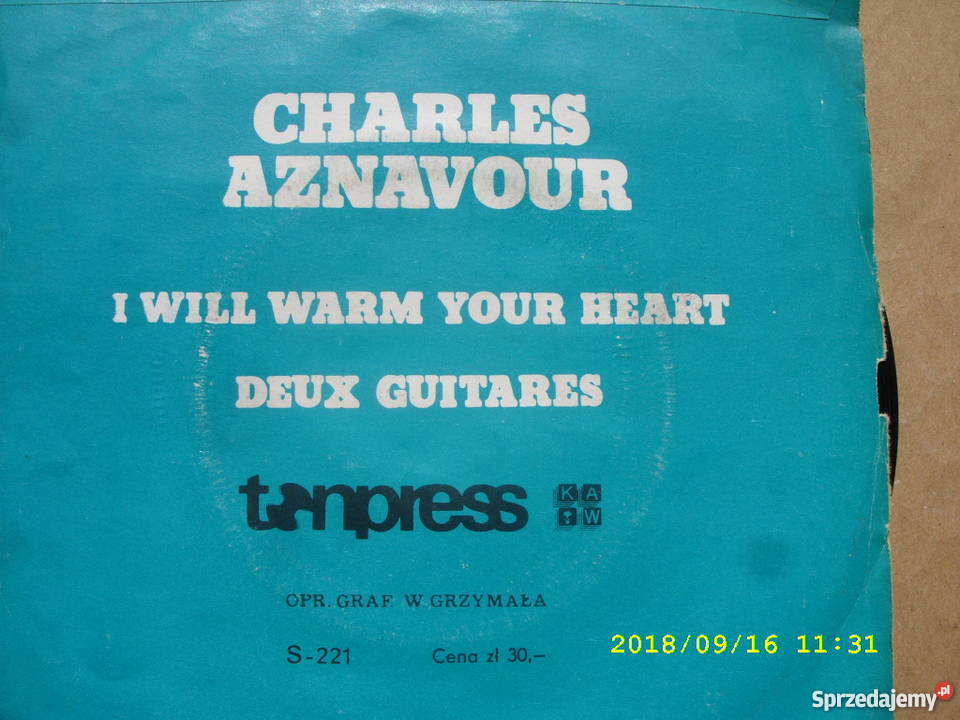 CHARLES
AZNAVOUR
I WILL WARM YOUR HEART
DEUX GUITARES
tonpress KAW
OPR. GRAF. W. GRZYMAŁA
S-221 Cena zł 30,–
2018/09/16 11:31
Sprzedajemy.pl